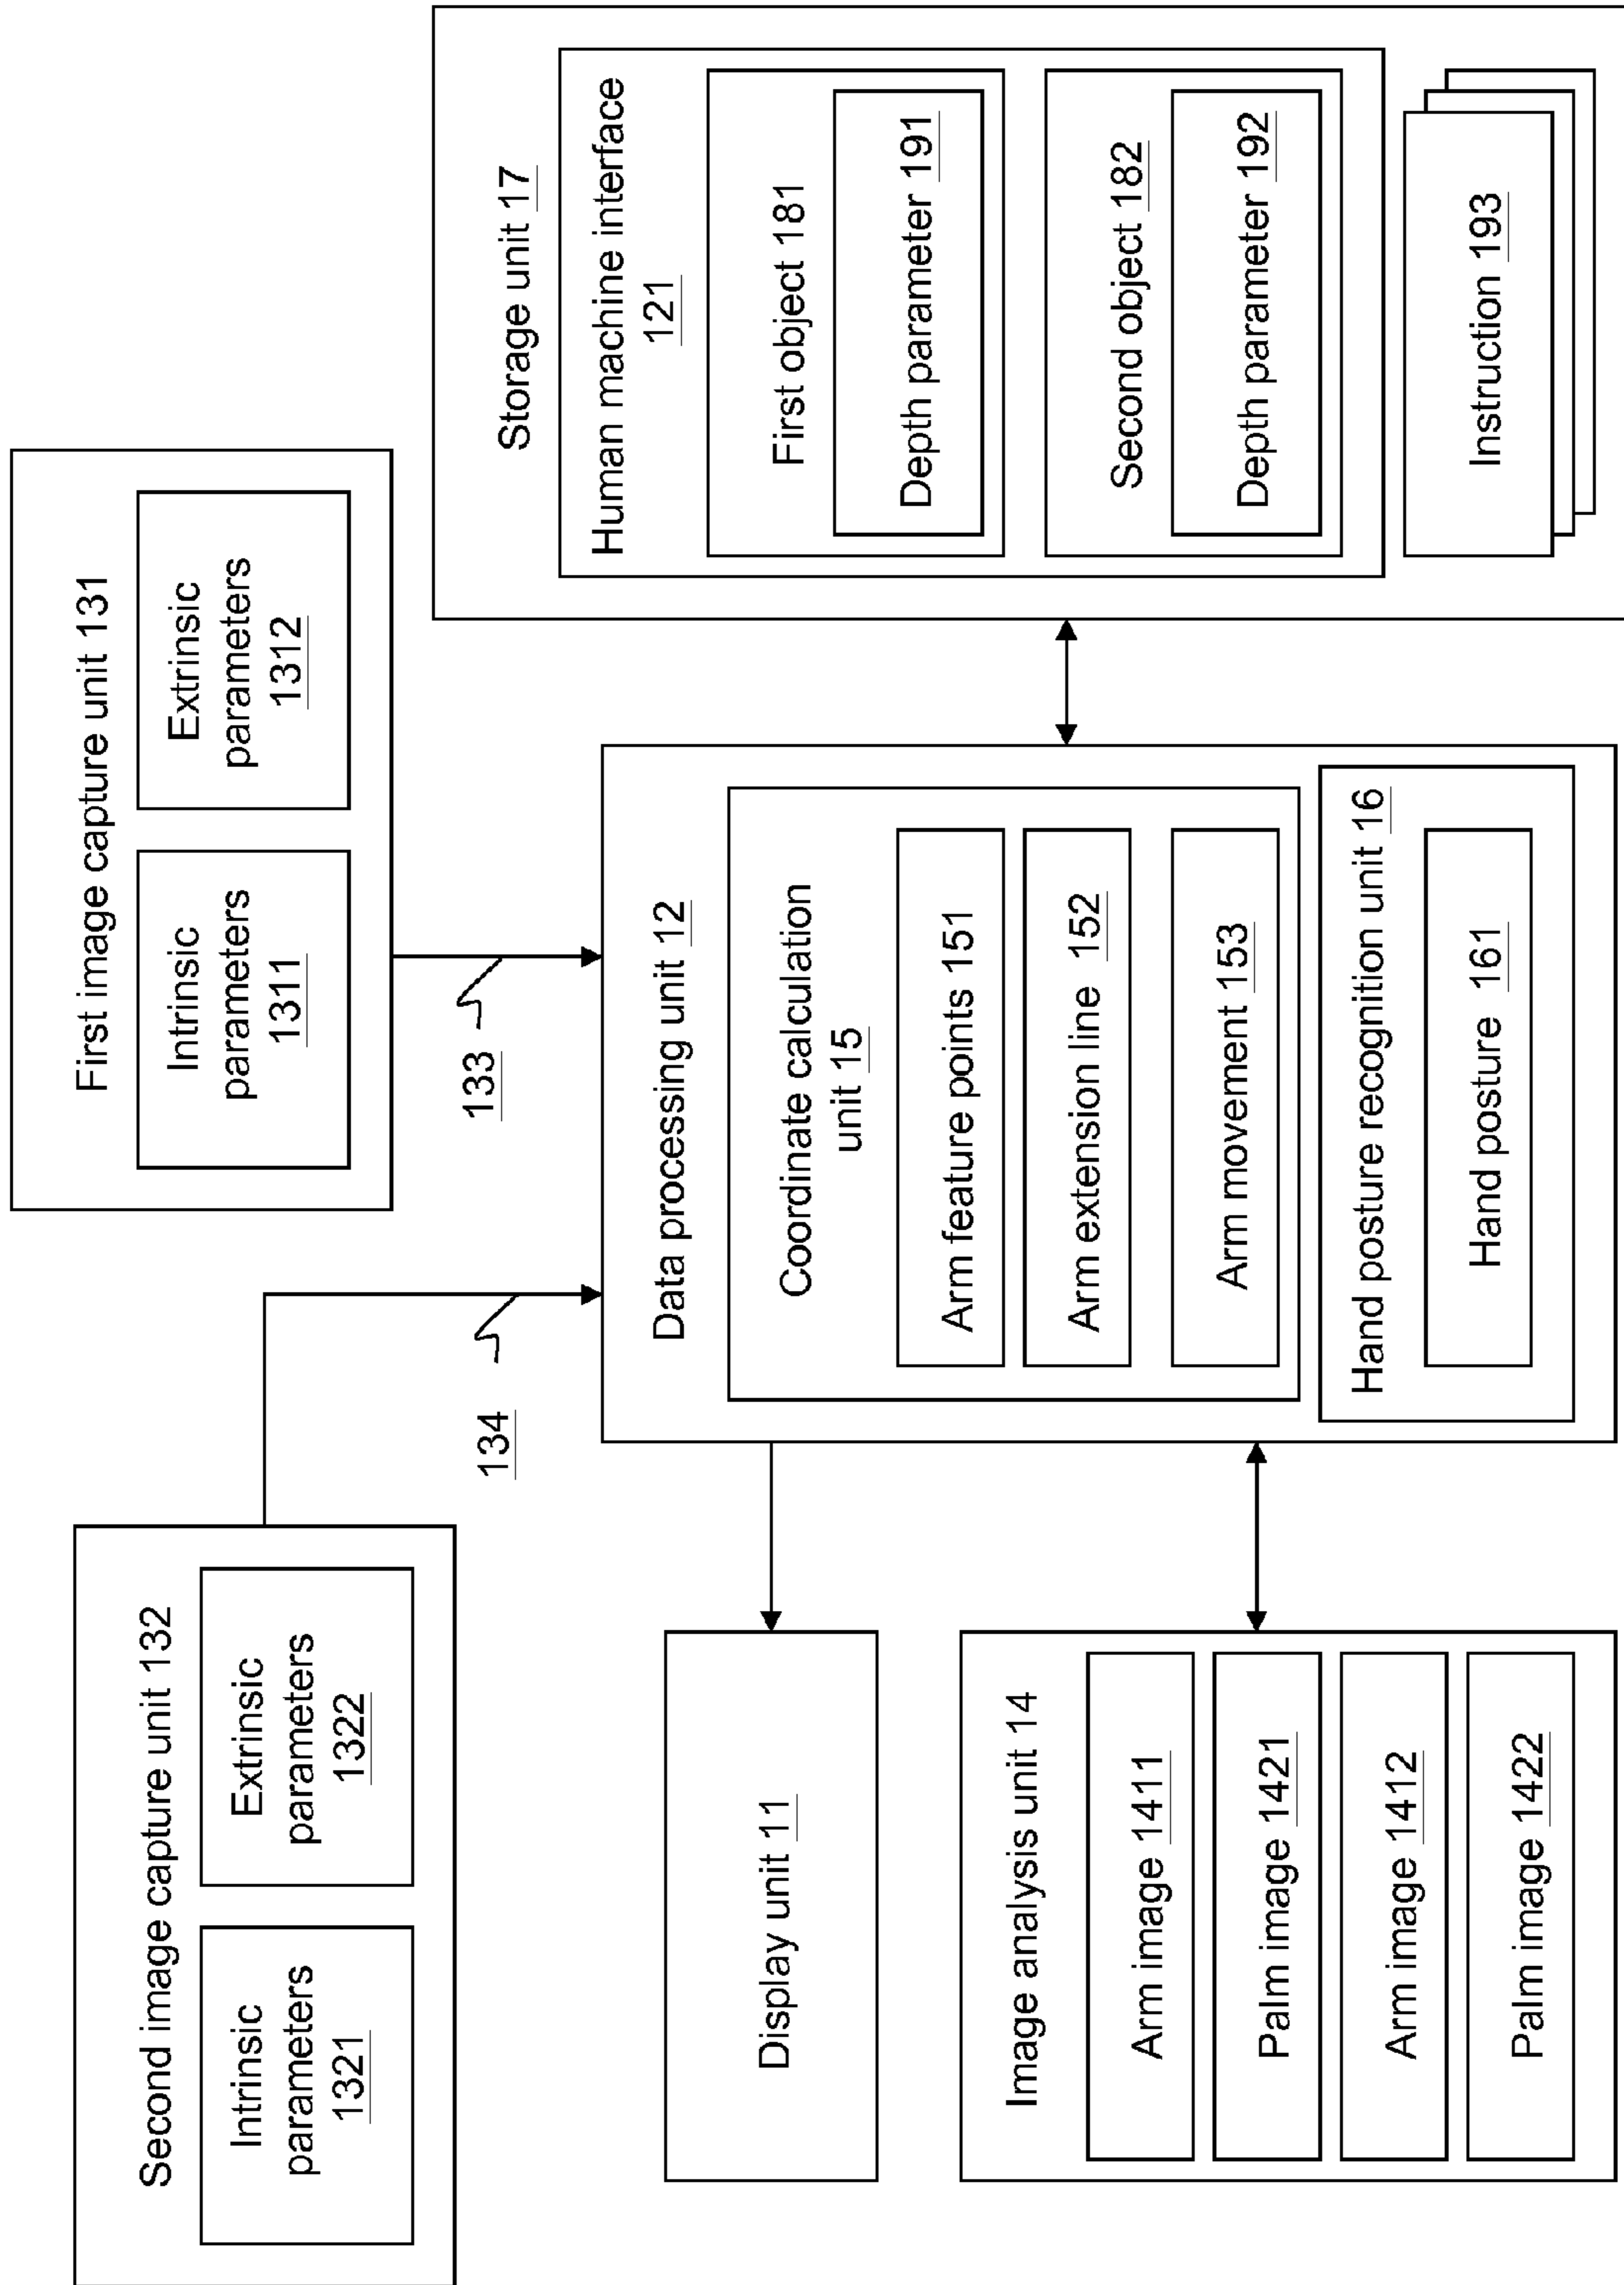 Second image capture unit 132
Intrinsic
parameters
1321
Extrinsic
parameters
1322
First image capture unit 131
Intrinsic
parameters
1311
Extrinsic
parameters
1312
134
133
Display unit 11
Image analysis unit 14
Arm image 1411
Palm image 1421
Arm image 1412
Palm image 1422
Data processing unit 12
Coordinate calculation
unit 15
Arm feature points 151
Arm extension line 152
Arm movement 153
Hand posture recognition unit 16
Hand posture 161
Storage unit 17
Human machine interface
121
First object 181
Depth parameter 191
Second object 182
Depth parameter 192
Instruction 193